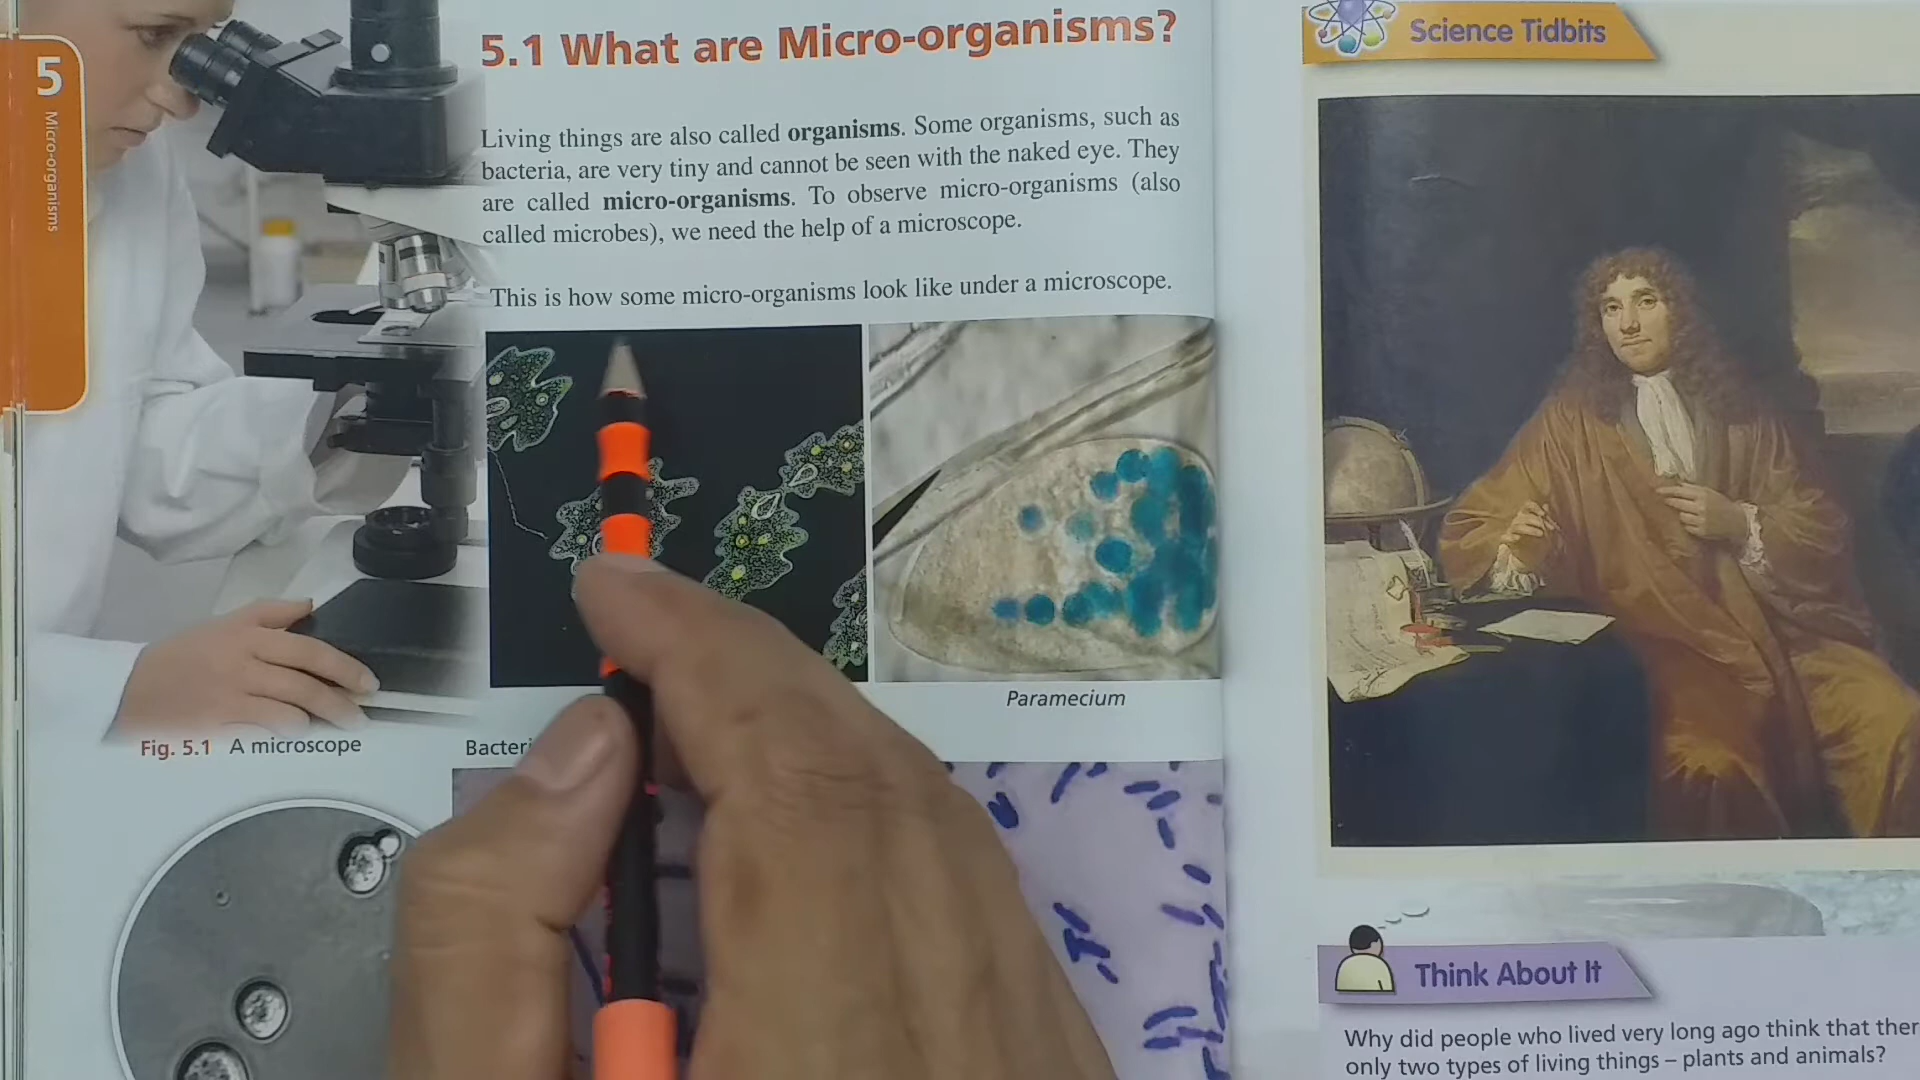 5
Micro-organisms
5.1 What are Micro-organisms?
Living things are also called organisms. Some organisms, such as
bacteria, are very tiny and cannot be seen with the naked eye. They
are called micro-organisms. To observe micro-organisms (also
called microbes), we need the help of a microscope.
This is how some micro-organisms look like under a microscope.
Paramecium
Fig. 5.1 A microscope
Science Tidbits
Think About It
Why did people who lived very long ago think that
only two types of living things – plants and animals?